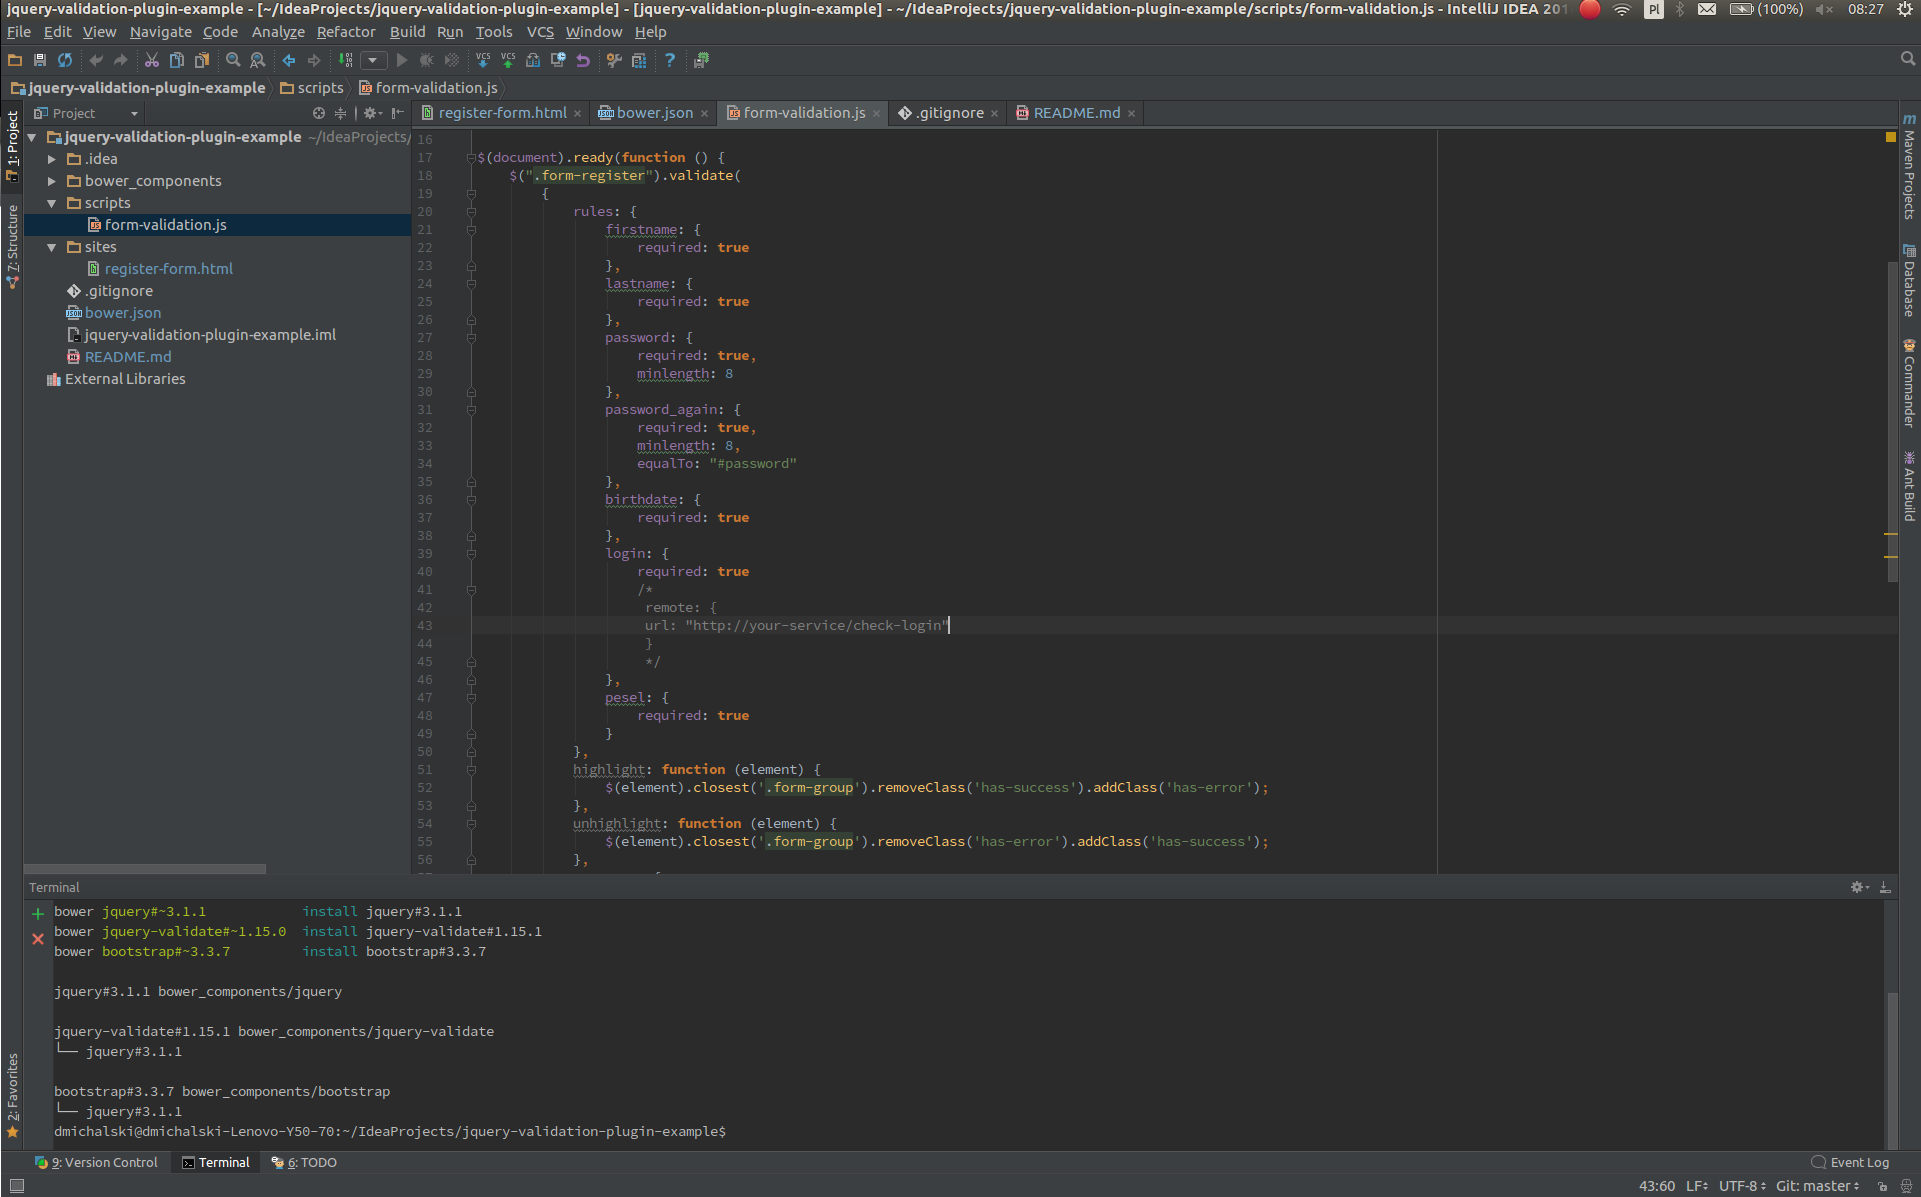 jquery-validation-plugin-example - [~/IdeaProjects/jquery-validation-plugin-example] - [jquery-validation-plugin-example] - ~/IdeaProjects/jquery-validation-plugin-example/scripts/form-validation.js - IntelliJ IDEA 201
Pl (100%) 08:27
File Edit View Navigate Code Analyze Refactor Build Run Tools VCS Window Help
jquery-validation-plugin-example scripts form-validation.js
Project
register-form.html bower.json form-validation.js .gitignore README.md
1: Project
7: Structure
2: Favorites
jquery-validation-plugin-example ~/IdeaProjects/
.idea
bower_components
scripts
form-validation.js
sites
register-form.html
.gitignore
bower.json
jquery-validation-plugin-example.iml
README.md
External Libraries
16
17 $(document).ready(function () {
18 $(".form-register").validate(
19 {
20 rules: {
21 firstname: {
22 required: true
23 },
24 lastname: {
25 required: true
26 },
27 password: {
28 required: true,
29 minlength: 8
30 },
31 password_again: {
32 required: true,
33 minlength: 8,
34 equalTo: "#password"
35 },
36 birthdate: {
37 required: true
38 },
39 login: {
40 required: true
41 /*
42 remote: {
43 url: "http://your-service/check-login"
44 }
45 */
46 },
47 pesel: {
48 required: true
49 }
50 },
51 highlight: function (element) {
52 $(element).closest('.form-group').removeClass('has-success').addClass('has-error');
53 },
54 unhighlight: function (element) {
55 $(element).closest('.form-group').removeClass('has-error').addClass('has-success');
56 },
Maven Projects
Database
Commander
Ant Build
Terminal
bower jquery#~3.1.1 install jquery#3.1.1
bower jquery-validate#~1.15.0 install jquery-validate#1.15.1
bower bootstrap#~3.3.7 install bootstrap#3.3.7
jquery#3.1.1 bower_components/jquery
jquery-validate#1.15.1 bower_components/jquery-validate
└── jquery#3.1.1
bootstrap#3.3.7 bower_components/bootstrap
└── jquery#3.1.1
dmichalski@dmichalski-Lenovo-Y50-70:~/IdeaProjects/jquery-validation-plugin-example$
9: Version Control Terminal 6: TODO Event Log
43:60 LF UTF-8 Git: master